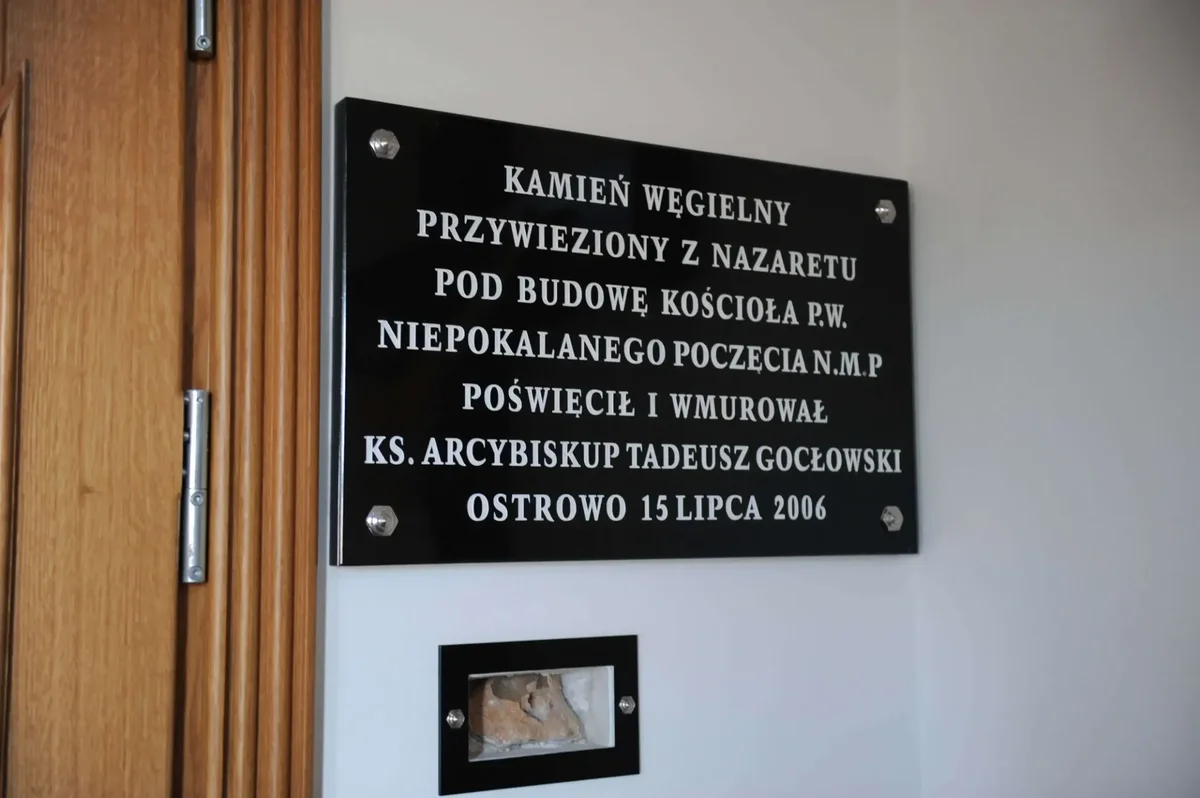 KAMIEŃ WĘGIELNY
PRZYWIEZIONY Z NAZARETU
POD BUDOWĘ KOŚCIOŁA P.W.
NIEPOKALANEGO POCZĘCIA N.M.P
POŚWIĘCIŁ I WMUROWAŁ
KS. ARCYBISKUP TADEUSZ GOCŁOWSKI
OSTROWO 15 LIPCA 2006